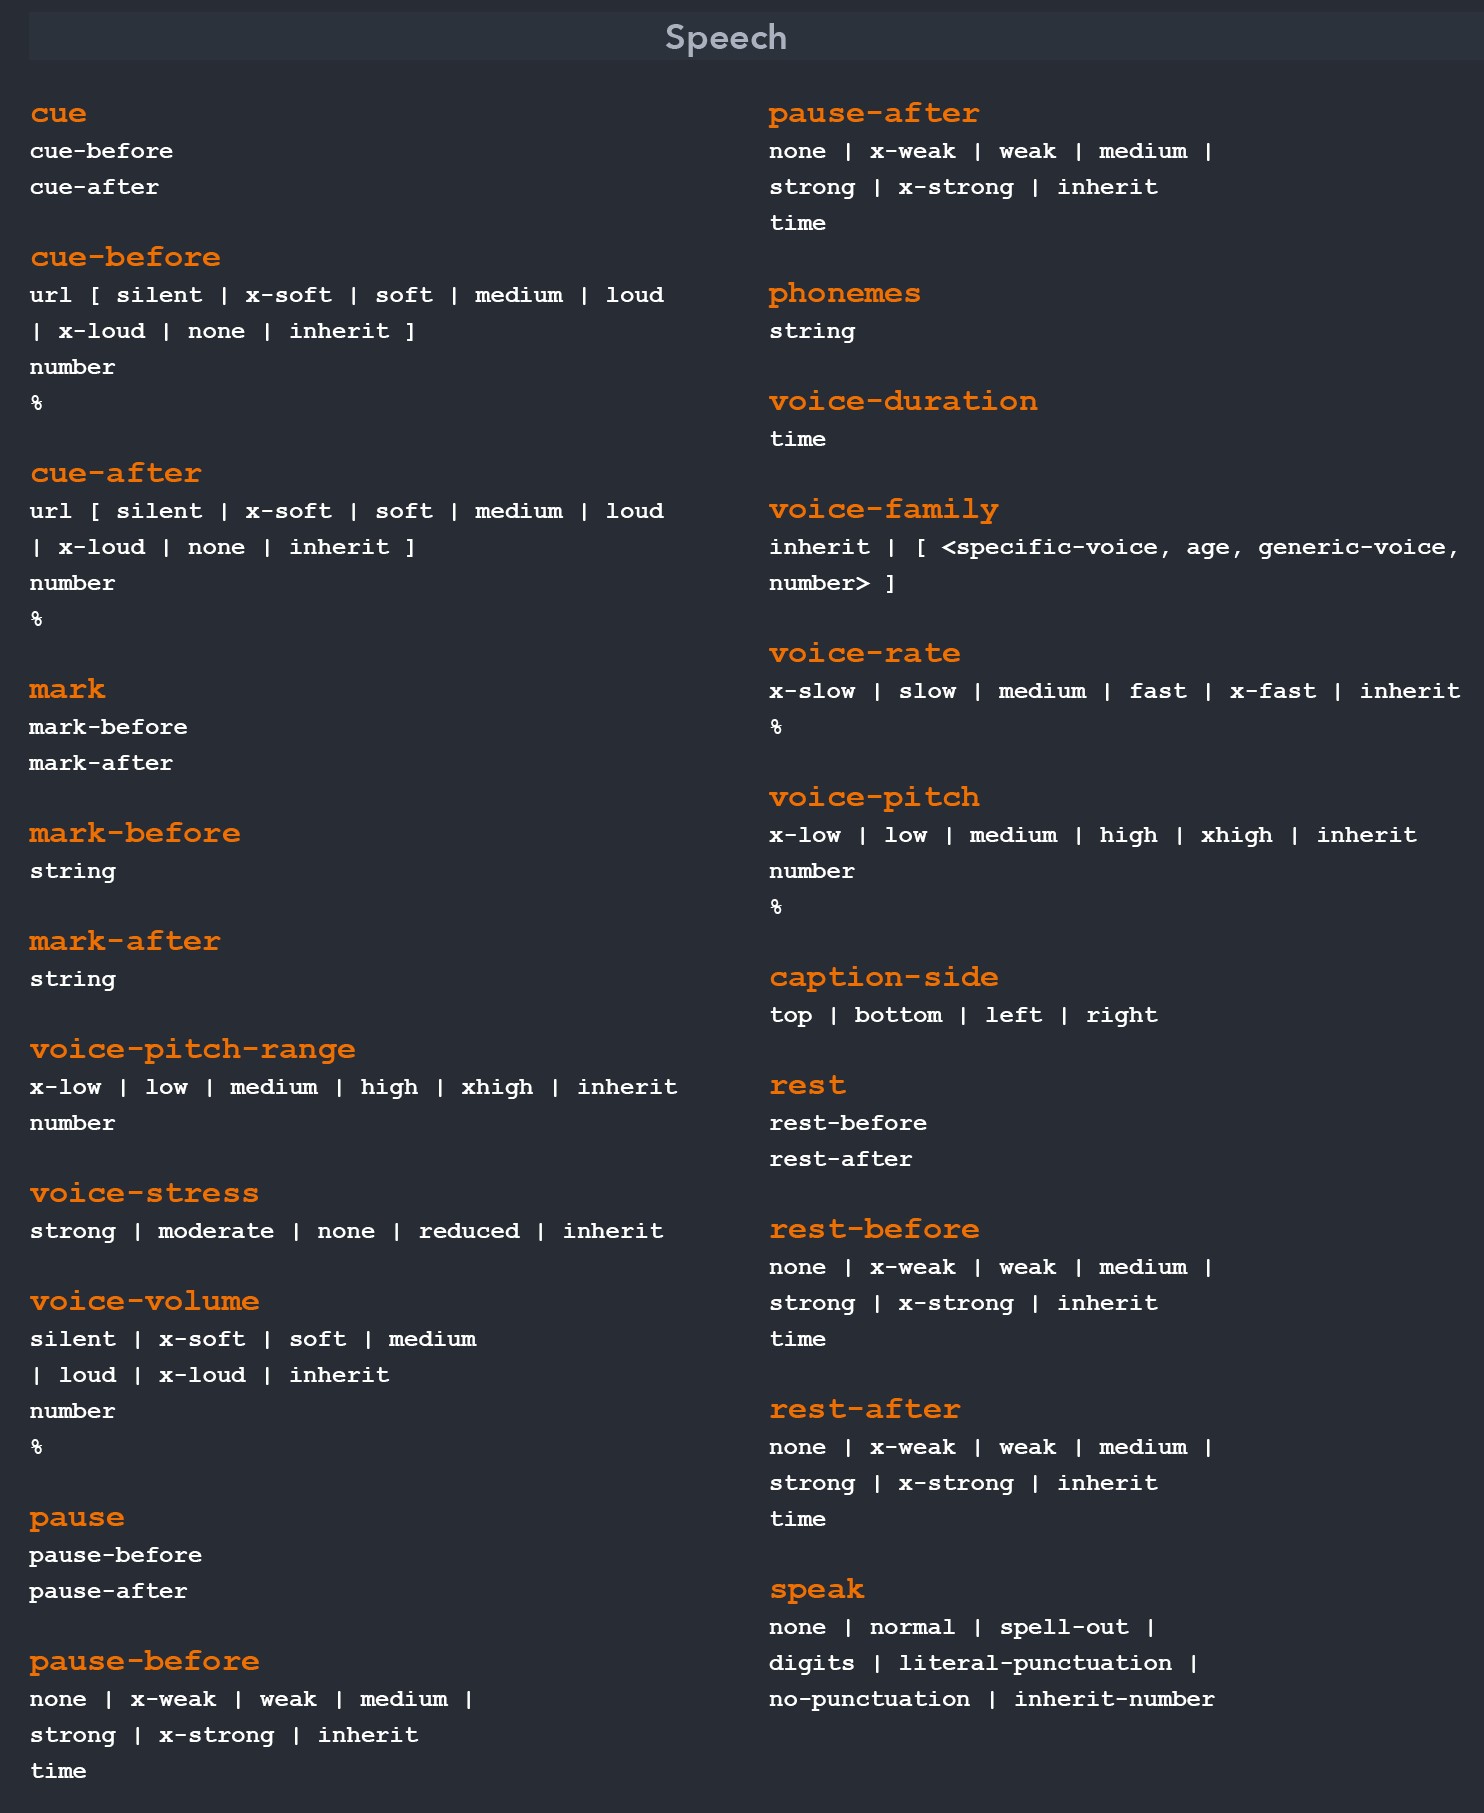 Speech
cue
cue-before
cue-after
cue-before
url [ silent | x-soft | soft | medium | loud
| x-loud | none | inherit ]
number
%
cue-after
url [ silent | x-soft | soft | medium | loud
| x-loud | none | inherit ]
number
%
mark
mark-before
mark-after
mark-before
string
mark-after
string
voice-pitch-range
x-low | low | medium | high | xhigh | inherit
number
voice-stress
strong | moderate | none | reduced | inherit
voice-volume
silent | x-soft | soft | medium
| loud | x-loud | inherit
number
%
pause
pause-before
pause-after
pause-before
none | x-weak | weak | medium |
strong | x-strong | inherit
time
pause-after
none | x-weak | weak | medium |
strong | x-strong | inherit
time
phonemes
string
voice-duration
time
voice-family
inherit | [ <specific-voice, age, generic-voice,
number> ]
voice-rate
x-slow | slow | medium | fast | x-fast | inherit
%
voice-pitch
x-low | low | medium | high | xhigh | inherit
number
%
caption-side
top | bottom | left | right
rest
rest-before
rest-after
rest-before
none | x-weak | weak | medium |
strong | x-strong | inherit
time
rest-after
none | x-weak | weak | medium |
strong | x-strong | inherit
time
speak
none | normal | spell-out |
digits | literal-punctuation |
no-punctuation | inherit-number